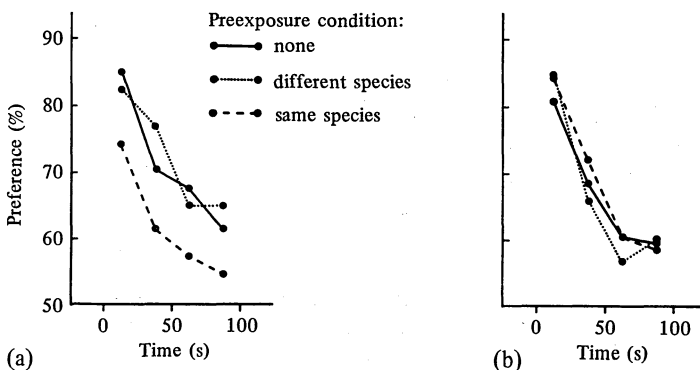 Preexposure condition:
none
different species
same species
Preference (%)
90
80
70
60
50
0 50 100
Time (s)
(a)
0 50 100
Time (s)
(b)